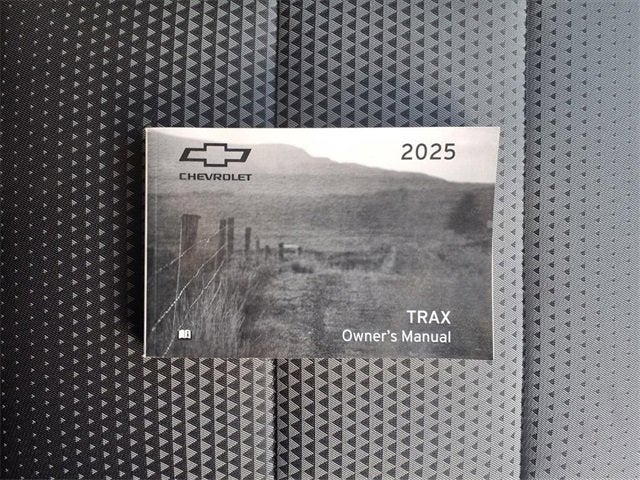 CHEVROLET
2025
TRAX
Owner's Manual